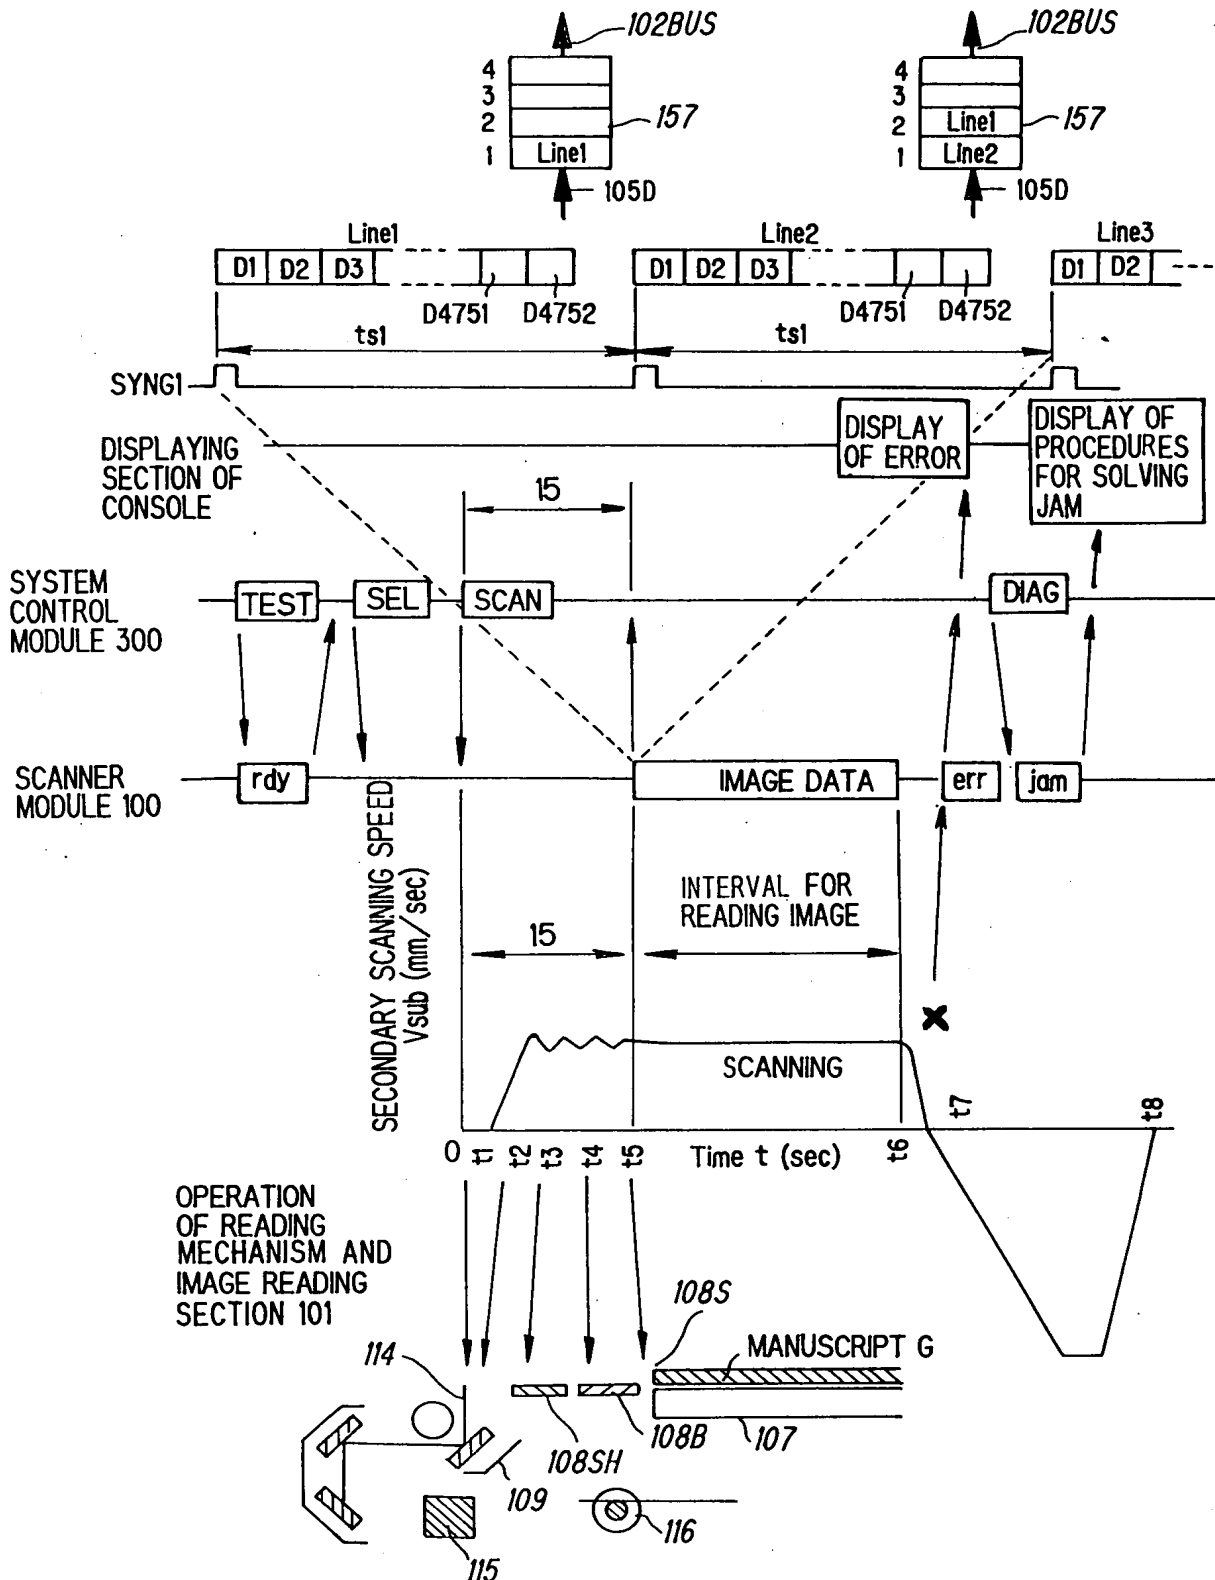 102BUS
102BUS
4
3
2
1
Line1
157
105D
4
3
2
1
Line1
Line2
157
105D
Line1
Line2
Line3
D1 D2 D3
D4751 D4752
D1 D2 D3
D4751 D4752
D1 D2
ts1
ts1
SYNG1
DISPLAYING
SECTION OF
CONSOLE
DISPLAY
OF ERROR
DISPLAY OF
PROCEDURES
FOR SOLVING
JAM
15
SYSTEM
CONTROL
MODULE 300
TEST
SEL
SCAN
DIAG
SCANNER
MODULE 100
rdy
IMAGE DATA
err
jam
SECONDARY SCANNING SPEED
Vsub (mm/sec)
15
INTERVAL FOR
READING IMAGE
SCANNING
0
t1
t2
t3
t4
t5
Time t (sec)
t6
t7
t8
OPERATION
OF READING
MECHANISM AND
IMAGE READING
SECTION 101
108S
MANUSCRIPT G
114
108SH
108B
107
109
115
116